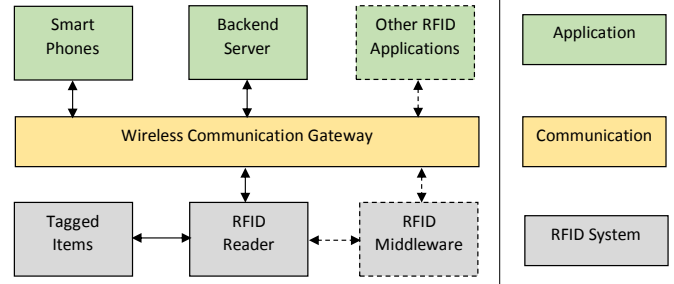 Smart
Phones
Backend
Server
Other RFID
Applications
Application
Wireless Communication Gateway
Communication
Tagged
Items
RFID
Reader
RFID
Middleware
RFID System